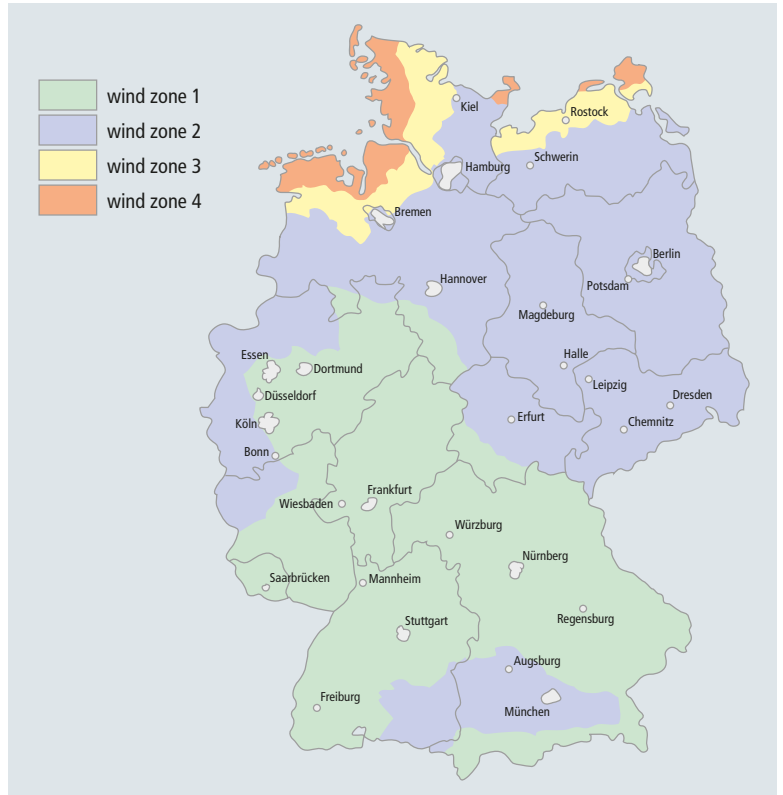 wind zone 1
wind zone 2
wind zone 3
wind zone 4
Kiel
Rostock
Hamburg
Schwerin
Bremen
Berlin
Hannover
Potsdam
Magdeburg
Essen
Dortmund
Halle
Leipzig
Düsseldorf
Dresden
Köln
Erfurt
Chemnitz
Bonn
Frankfurt
Wiesbaden
Würzburg
Nürnberg
Saarbrücken
Mannheim
Regensburg
Stuttgart
Augsburg
Freiburg
München